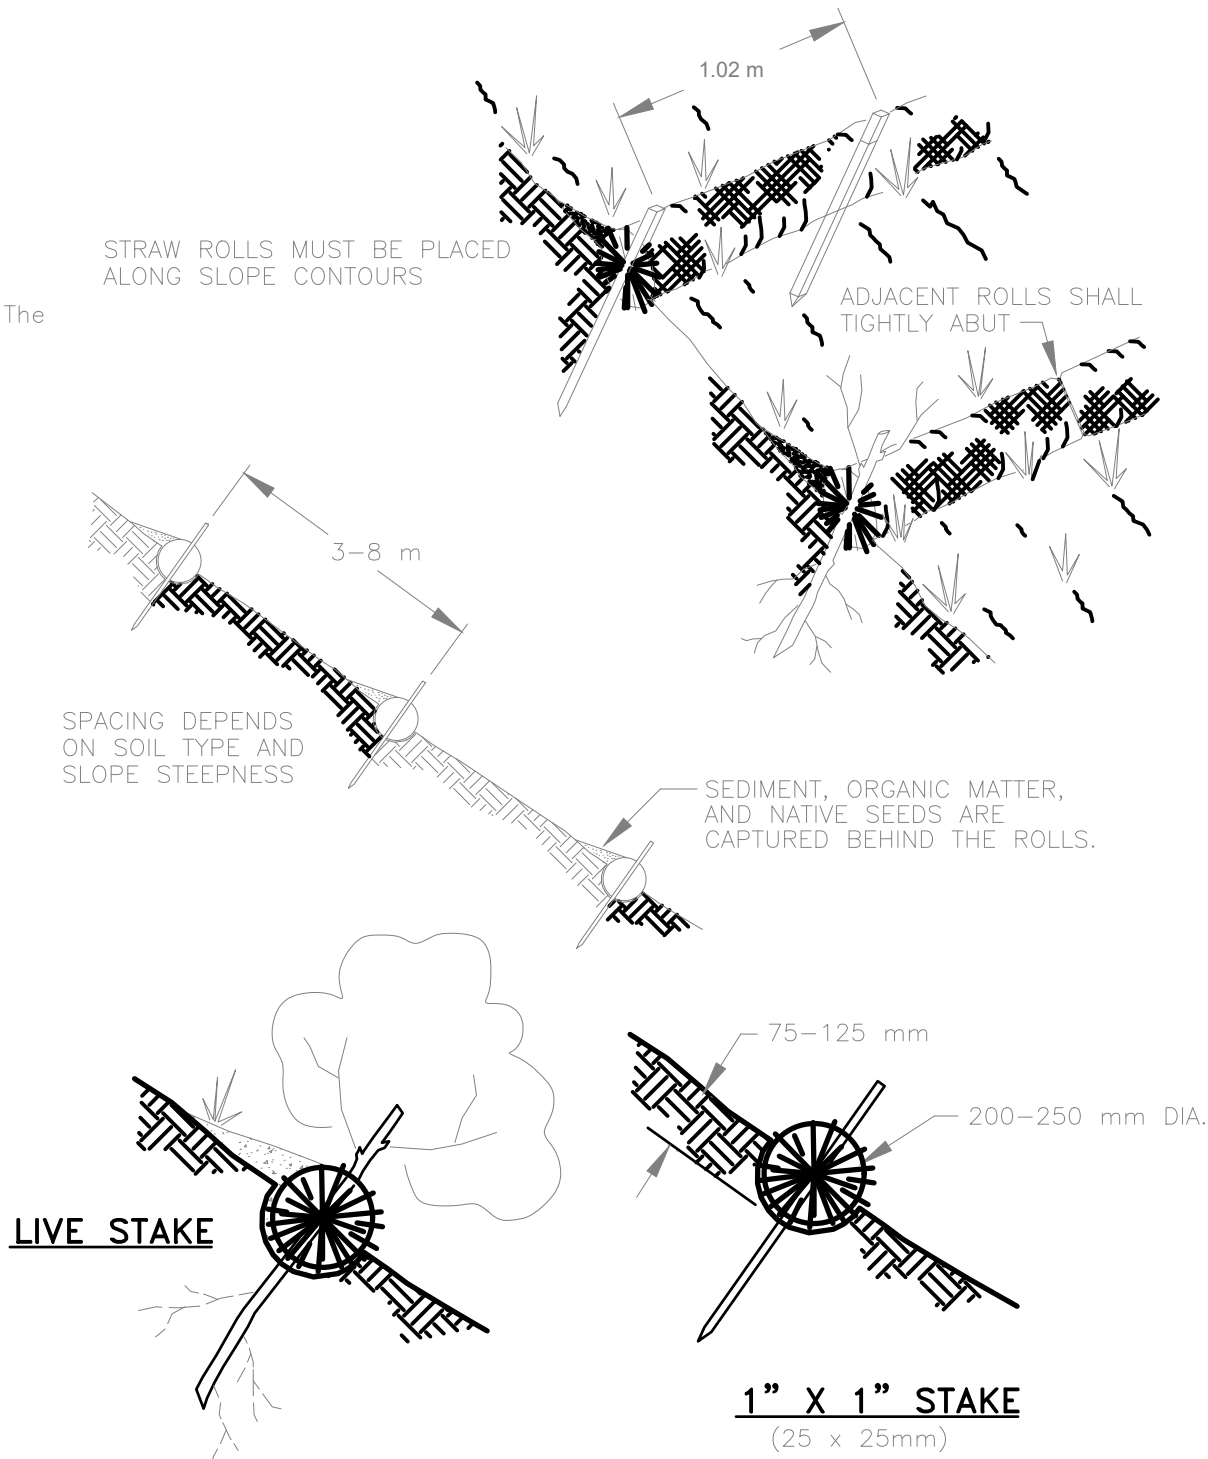 1.02 m
STRAW ROLLS MUST BE PLACED
ALONG SLOPE CONTOURS
The
ADJACENT ROLLS SHALL
TIGHTLY ABUT
3-8 m
SPACING DEPENDS
ON SOIL TYPE AND
SLOPE STEEPNESS
SEDIMENT, ORGANIC MATTER,
AND NATIVE SEEDS ARE
CAPTURED BEHIND THE ROLLS.
75-125 mm
200-250 mm DIA.
LIVE STAKE
1” X 1” STAKE
(25 x 25mm)